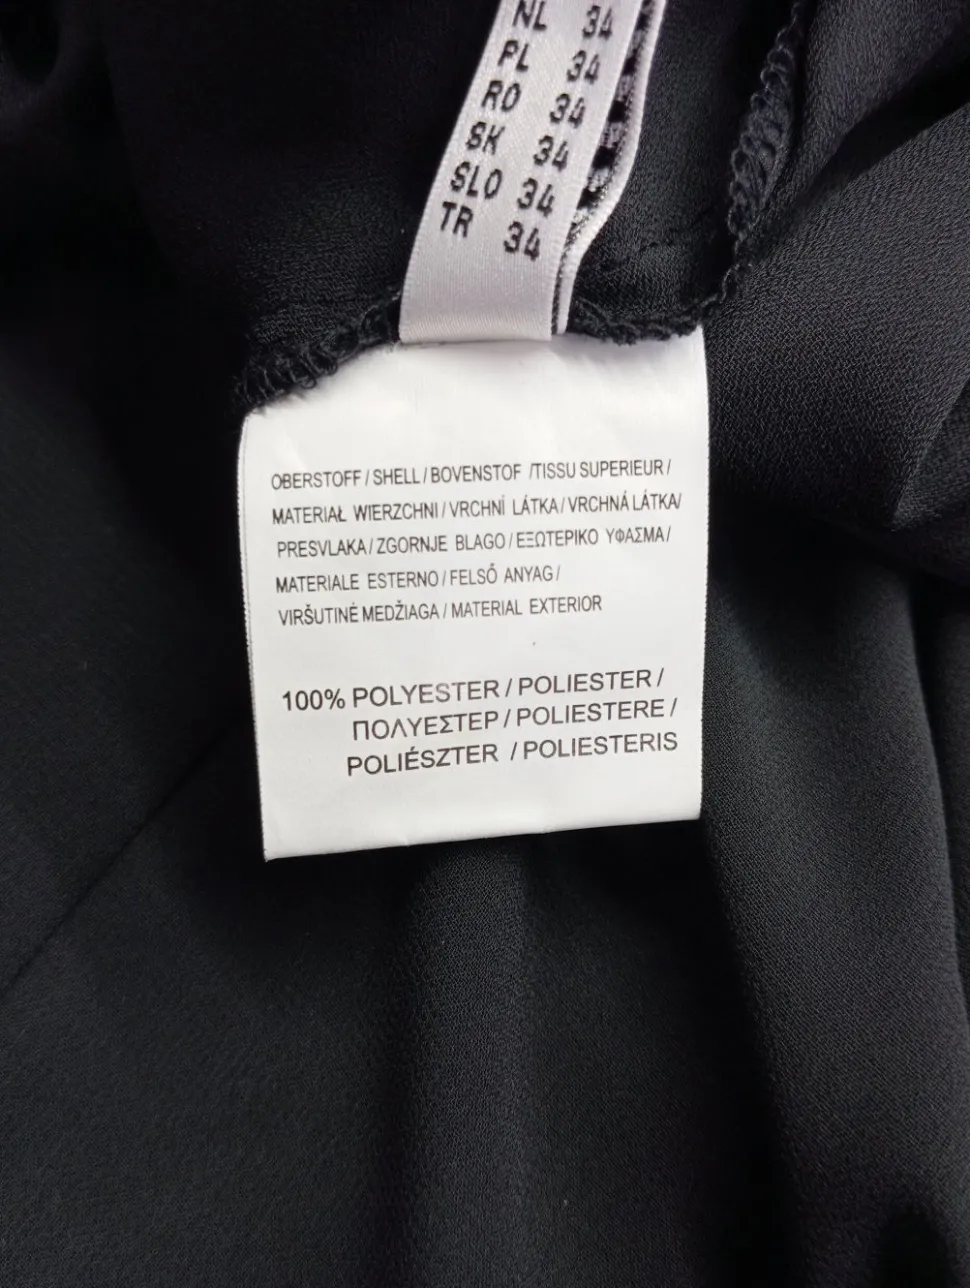 NL 34
PL 34
RO 34
SK 34
SLO 34
TR 34
OBERSTOFF / SHELL / BOVENSTOF /TISSU SUPERIEUR /
MATERIAŁ WIERZCHNI / VRCHNÍ LÁTKA / VRCHNÁ LÁTKA/
PRESVLAKA / ZGORNJE BLAGO / ΕΞΩΤΕΡΙΚΟ ΥΦΑΣΜΑ /
MATERIALE ESTERNO / FELSŐ ANYAG /
VIRŠUTINĖ MEDŽIAGA / MATERIAL EXTERIOR
100% POLYESTER / POLIESTER /
ΠΟΛΥΕΣΤΕΡ / POLIESTERE /
POLIÉSZTER / POLIESTERIS